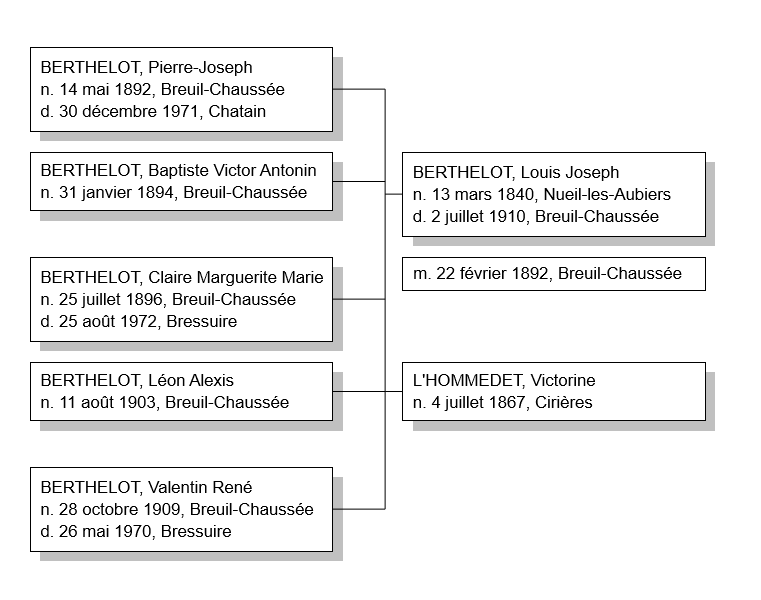 BERTHELOT, Pierre-Joseph
n. 14 mai 1892, Breuil-Chaussée
d. 30 décembre 1971, Chatain
BERTHELOT, Baptiste Victor Antonin
n. 31 janvier 1894, Breuil-Chaussée
BERTHELOT, Claire Marguerite Marie
n. 25 juillet 1896, Breuil-Chaussée
d. 25 août 1972, Bressuire
BERTHELOT, Léon Alexis
n. 11 août 1903, Breuil-Chaussée
BERTHELOT, Valentin René
n. 28 octobre 1909, Breuil-Chaussée
d. 26 mai 1970, Bressuire
BERTHELOT, Louis Joseph
n. 13 mars 1840, Nueil-les-Aubiers
d. 2 juillet 1910, Breuil-Chaussée
m. 22 février 1892, Breuil-Chaussée
L'HOMMEDET, Victorine
n. 4 juillet 1867, Cirières